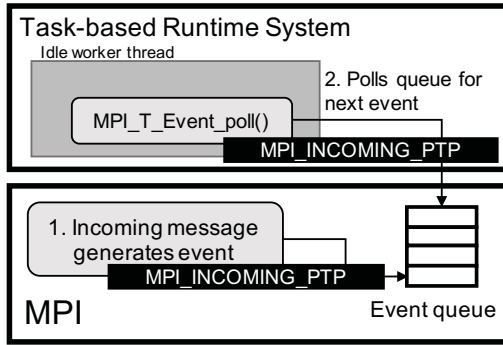 Task-based Runtime System
Idle worker thread
2. Polls queue for
next event
MPI_T_Event_poll()
MPI_INCOMING_PTP
1. Incoming message
generates event
MPI_INCOMING_PTP
MPI
Event queue